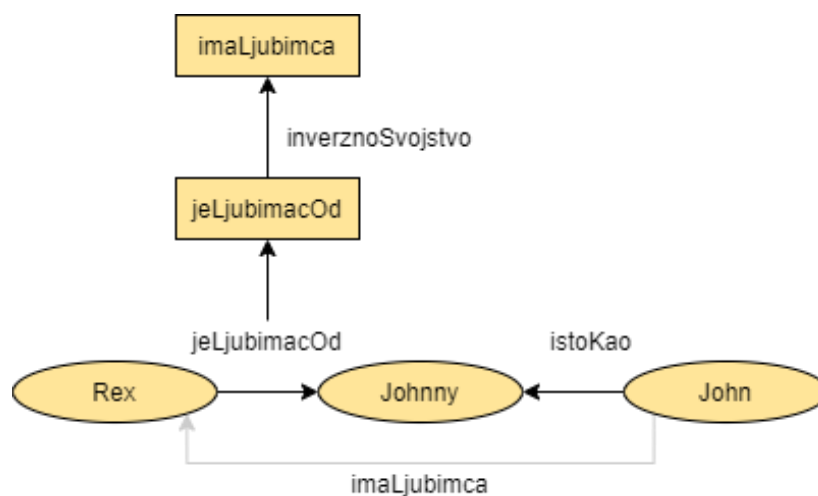 imaLjubimca
inverznoSvojstvo
jeLjubimacOd
jeLjubimacOd
istoKao
Rex
Johnny
John
imaLjubimca